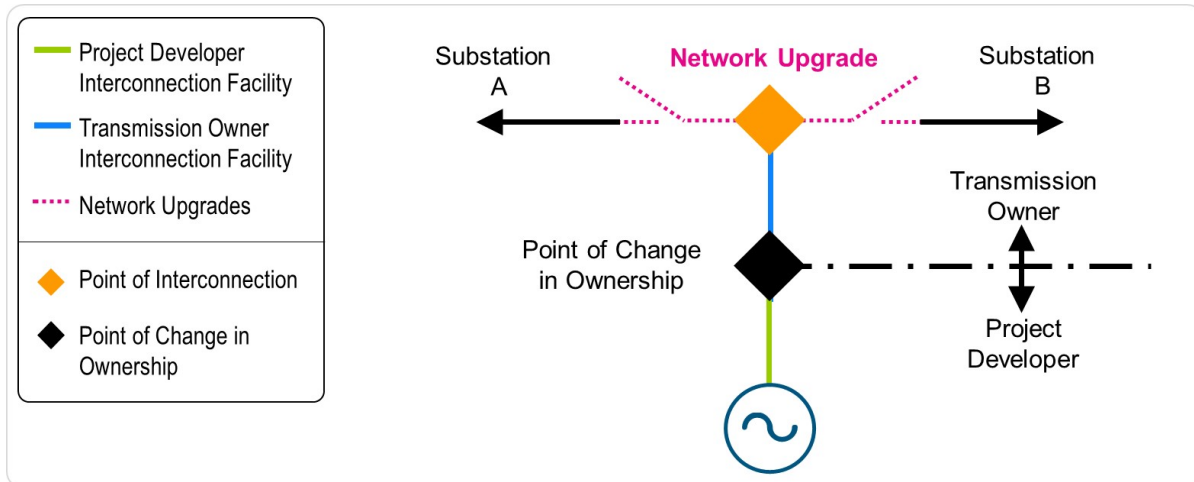 Project Developer
Interconnection Facility
Transmission Owner
Interconnection Facility
Network Upgrades
Point of Interconnection
Point of Change in
Ownership
Substation
A
Network Upgrade
Substation
B
Transmission
Owner
Point of Change
in Ownership
Project
Developer